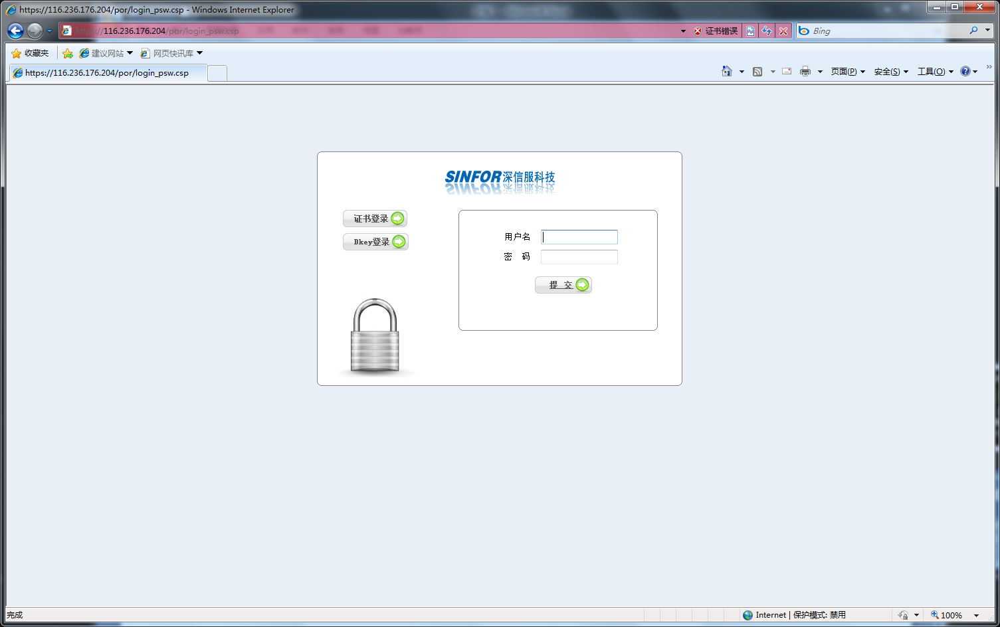 https://116.236.176.204/por/login_psw.csp - Windows Internet Explorer
https://116.236.176.204/por/login_psw.csp
证书错误
Bing
收藏夹
建议网站
网页快讯库
https://116.236.176.204/por/login_psw.csp
页面(P)
安全(S)
工具(O)
SINFOR深信服科技
证书登录
Dkey登录
用户名
密 码
提 交
完成
Internet | 保护模式: 禁用
100%